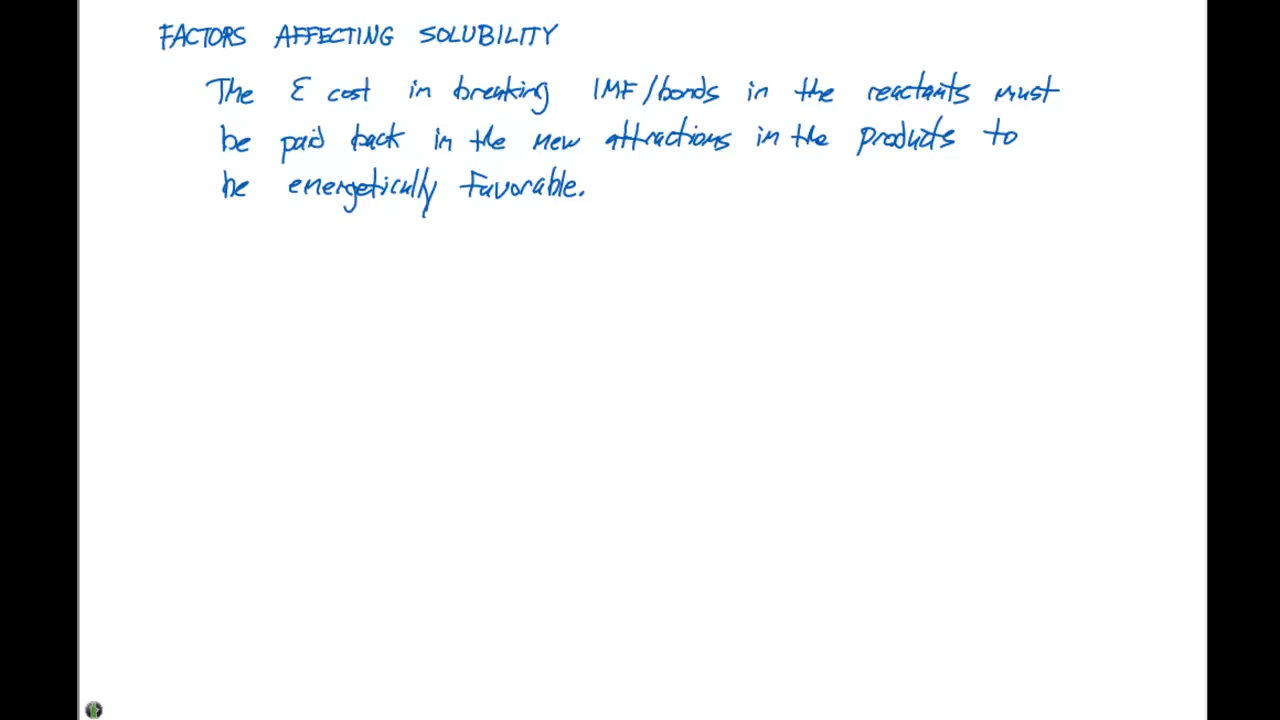 FACTORS AFFECTING SOLUBILITY
The E cost in breaking IMF/bonds in the reactants must
be paid back in the new attractions in the products to
be energetically favorable.